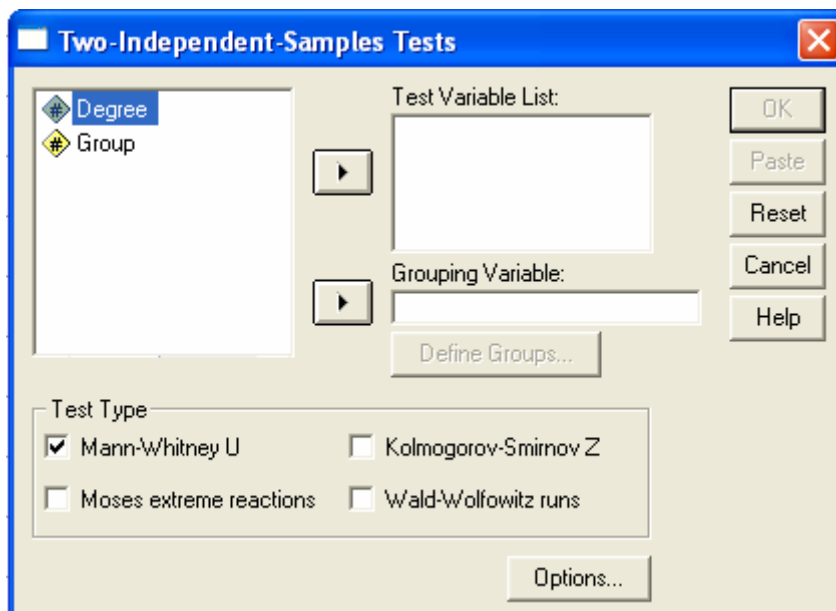 Two-Independent-Samples Tests
Degree
Group
Test Variable List:
Grouping Variable:
Define Groups...
OK
Paste
Reset
Cancel
Help
Test Type
Mann-Whitney U
Kolmogorov-Smirnov Z
Moses extreme reactions
Wald-Wolfowitz runs
Options...